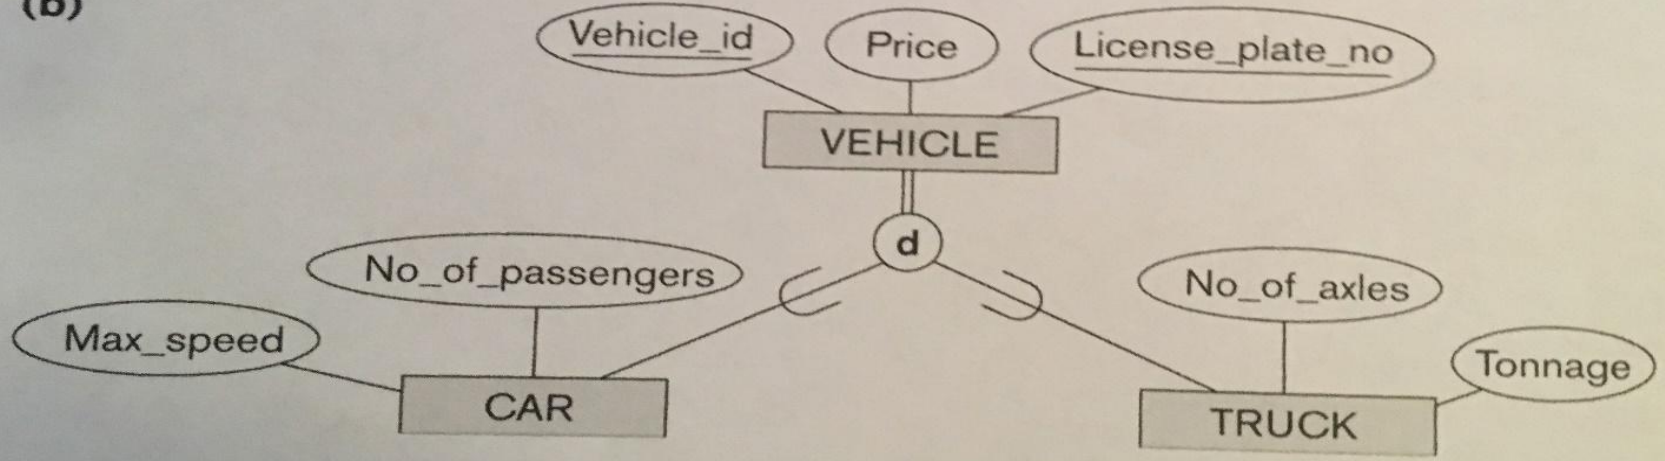 (b)
Vehicle_id
Price
License_plate_no
VEHICLE
d
No_of_passengers
No_of_axles
Max_speed
Tonnage
CAR
TRUCK